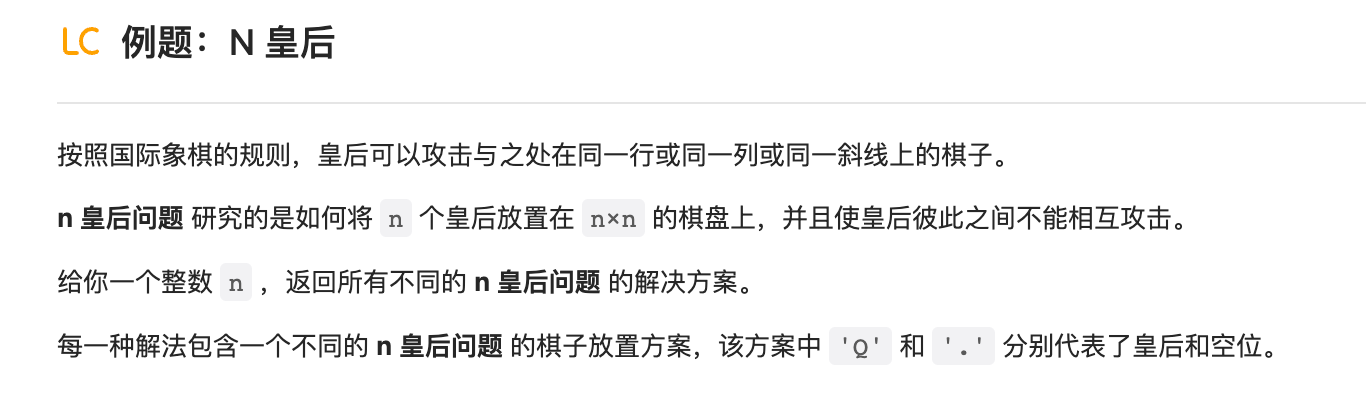 LC 例题：N 皇后
按照国际象棋的规则，皇后可以攻击与之处在同一行或同一列或同一斜线上的棋子。
n 皇后问题 研究的是如何将 n 个皇后放置在 n×n 的棋盘上，并且使皇后彼此之间不能相互攻击。
给你一个整数 n ，返回所有不同的 n 皇后问题 的解决方案。
每一种解法包含一个不同的 n 皇后问题 的棋子放置方案，该方案中 'Q' 和 '.' 分别代表了皇后和空位。